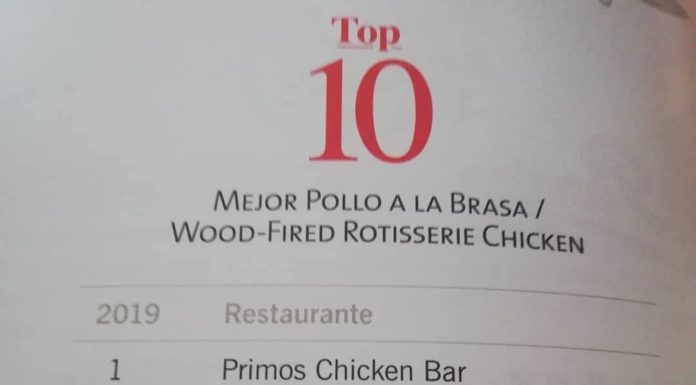 Top
10
MEJOR POLLO A LA BRASA /
WOOD-FIRED ROTISSERIE CHICKEN
2019 Restaurante
1 Primos Chicken Bar